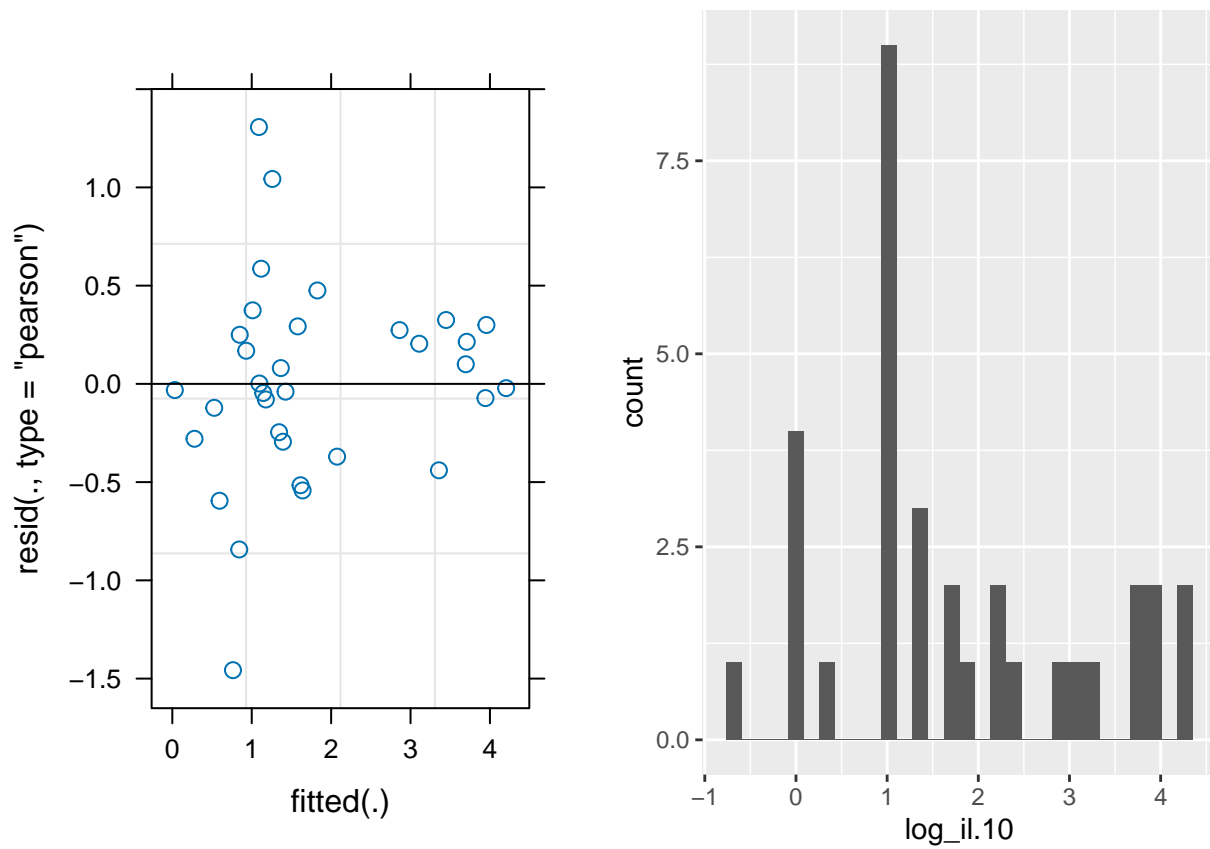 resid(., type = "pearson")
1.0
0.5
0.0
−0.5
−1.0
−1.5
0 1 2 3 4
fitted(.)
count
7.5
5.0
2.5
0.0
−1 0 1 2 3 4
log_il.10